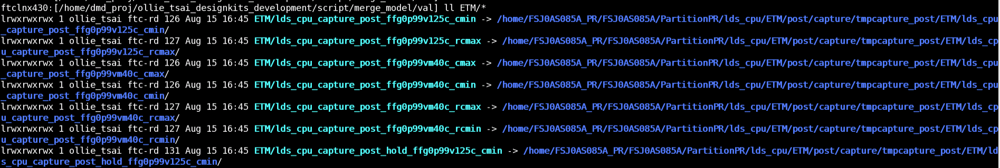 ftclnx430:[/home/dmd_proj/ollie_tsai_designkits_development/script/merge_model/val] ll ETM/*
lrwxrwxrwx 1 ollie_tsai ftc-rd 126 Aug 15 16:45 ETM/lds_cpu_capture_post_ffg0p99v125c_cmin -> /home/FSJ0AS085A_PR/FSJ0AS085A/PartitionPR/lds_cpu/ETM/post/capture/tmpcapture_post/ETM/lds_cpu
_capture_post_ffg0p99v125c_cmin/
lrwxrwxrwx 1 ollie_tsai ftc-rd 127 Aug 15 16:45 ETM/lds_cpu_capture_post_ffg0p99v125c_rcmax -> /home/FSJ0AS085A_PR/FSJ0AS085A/PartitionPR/lds_cpu/ETM/post/capture/tmpcapture_post/ETM/lds_cp
u_capture_post_ffg0p99v125c_rcmax/
lrwxrwxrwx 1 ollie_tsai ftc-rd 126 Aug 15 16:45 ETM/lds_cpu_capture_post_ffg0p99vm40c_cmax -> /home/FSJ0AS085A_PR/FSJ0AS085A/PartitionPR/lds_cpu/ETM/post/capture/tmpcapture_post/ETM/lds_cpu
_capture_post_ffg0p99vm40c_cmax/
lrwxrwxrwx 1 ollie_tsai ftc-rd 126 Aug 15 16:45 ETM/lds_cpu_capture_post_ffg0p99vm40c_cmin -> /home/FSJ0AS085A_PR/FSJ0AS085A/PartitionPR/lds_cpu/ETM/post/capture/tmpcapture_post/ETM/lds_cpu
_capture_post_ffg0p99vm40c_cmin/
lrwxrwxrwx 1 ollie_tsai ftc-rd 127 Aug 15 16:45 ETM/lds_cpu_capture_post_ffg0p99vm40c_rcmax -> /home/FSJ0AS085A_PR/FSJ0AS085A/PartitionPR/lds_cpu/ETM/post/capture/tmpcapture_post/ETM/lds_cp
u_capture_post_ffg0p99vm40c_rcmax/
lrwxrwxrwx 1 ollie_tsai ftc-rd 127 Aug 15 16:45 ETM/lds_cpu_capture_post_ffg0p99vm40c_rcmin -> /home/FSJ0AS085A_PR/FSJ0AS085A/PartitionPR/lds_cpu/ETM/post/capture/tmpcapture_post/ETM/lds_cp
u_capture_post_ffg0p99vm40c_rcmin/
lrwxrwxrwx 1 ollie_tsai ftc-rd 131 Aug 15 16:45 ETM/lds_cpu_capture_post_hold_ffg0p99v125c_cmin -> /home/FSJ0AS085A_PR/FSJ0AS085A/PartitionPR/lds_cpu/ETM/post/capture/tmpcapture_post/ETM/ld
s_cpu_capture_post_hold_ffg0p99v125c_cmin/